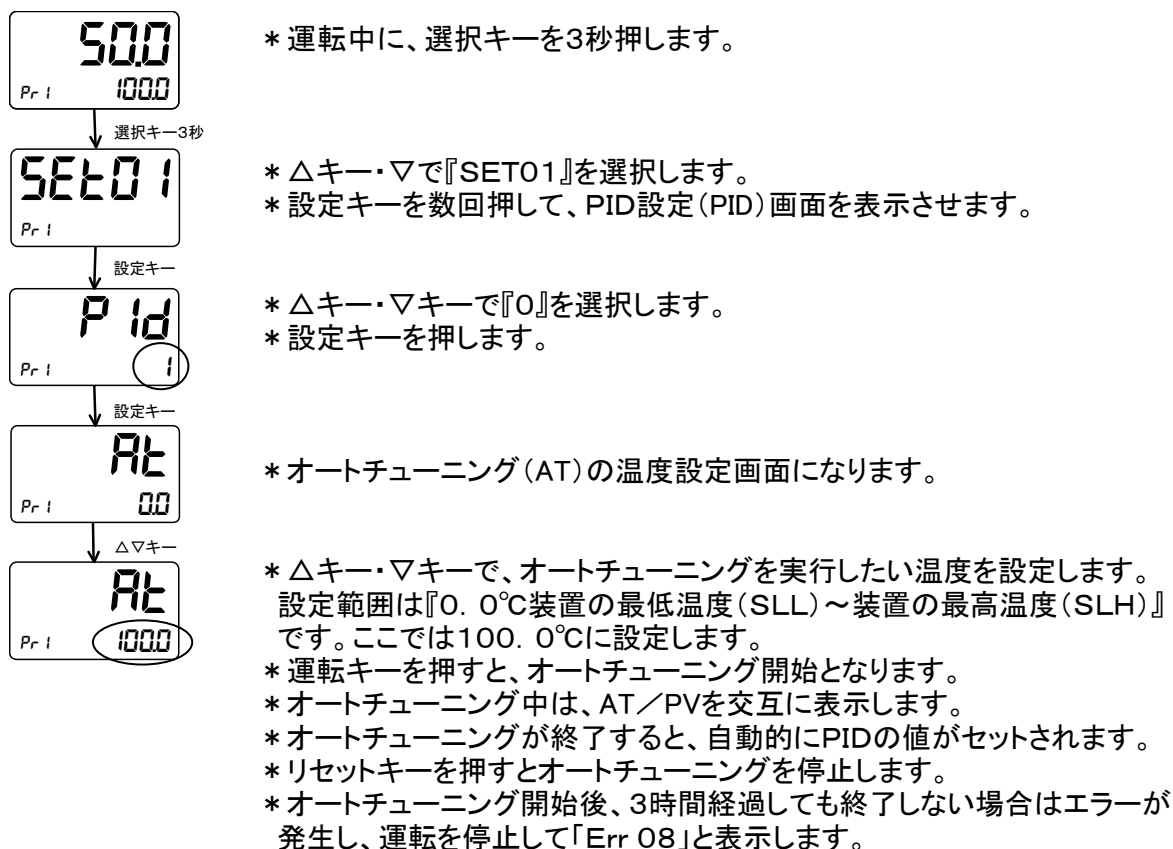 50.0
Pr 1 100.0
＊運転中に、選択キーを3秒押します。
選択キー3秒
SEt01
Pr 1
＊△キー・▽で『SET01』を選択します。
＊設定キーを数回押して、PID設定(PID)画面を表示させます。
設定キー
PId
Pr 1 1
＊△キー・▽キーで『0』を選択します。
＊設定キーを押します。
設定キー
At
Pr 1 0.0
＊オートチューニング(AT)の温度設定画面になります。
△▽キー
At
Pr 1 100.0
＊△キー・▽キーで、オートチューニングを実行したい温度を設定します。
設定範囲は『0．0℃装置の最低温度(SLL)～装置の最高温度(SLH)』
です。ここでは100．0℃に設定します。
＊運転キーを押すと、オートチューニング開始となります。
＊オートチューニング中は、AT／PVを交互に表示します。
＊オートチューニングが終了すると、自動的にPIDの値がセットされます。
＊リセットキーを押すとオートチューニングを停止します。
＊オートチューニング開始後、3時間経過しても終了しない場合はエラーが
発生し、運転を停止して「Err 08」と表示します。